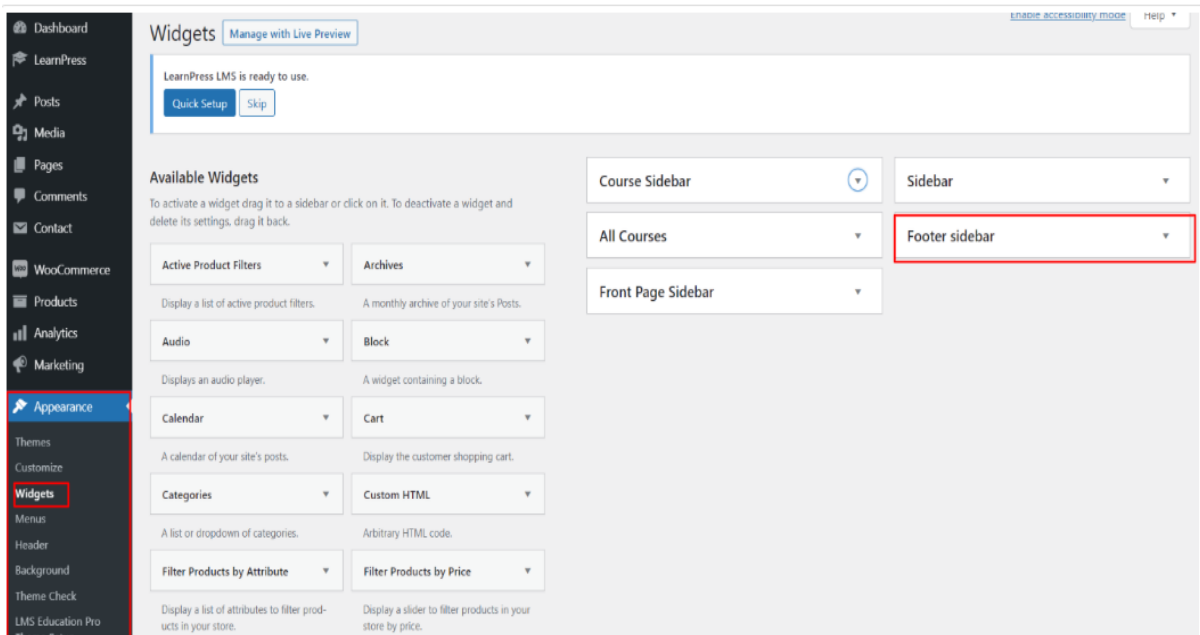 Dashboard
LearnPress
Posts
Media
Pages
Comments
Contact
WooCommerce
Products
Analytics
Marketing
Appearance
Themes
Customize
Widgets
Menus
Header
Background
Theme Check
LMS Education Pro
Enable accessibility mode
Help
Widgets
Manage with Live Preview
LearnPress LMS is ready to use.
Quick Setup
Skip
Available Widgets
To activate a widget drag it to a sidebar or click on it. To deactivate a widget and
delete its settings, drag it back.
Active Product Filters
Display a list of active product filters.
Archives
A monthly archive of your site's Posts.
Audio
Displays an audio player.
Block
A widget containing a block.
Calendar
A calendar of your site's posts.
Cart
Display the customer shopping cart.
Categories
A list or dropdown of categories.
Custom HTML
Arbitrary HTML code.
Filter Products by Attribute
Display a list of attributes to filter prod-
ucts in your store.
Filter Products by Price
Display a slider to filter products in your
store by price.
Course Sidebar
All Courses
Front Page Sidebar
Sidebar
Footer sidebar